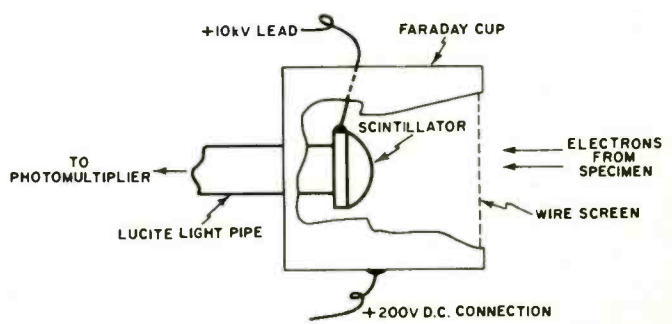 +10kV LEAD
FARADAY CUP
SCINTILLATOR
TO
PHOTOMULTIPLIER
ELECTRONS
FROM
SPECIMEN
WIRE SCREEN
LUCITE LIGHT PIPE
+200V D.C. CONNECTION